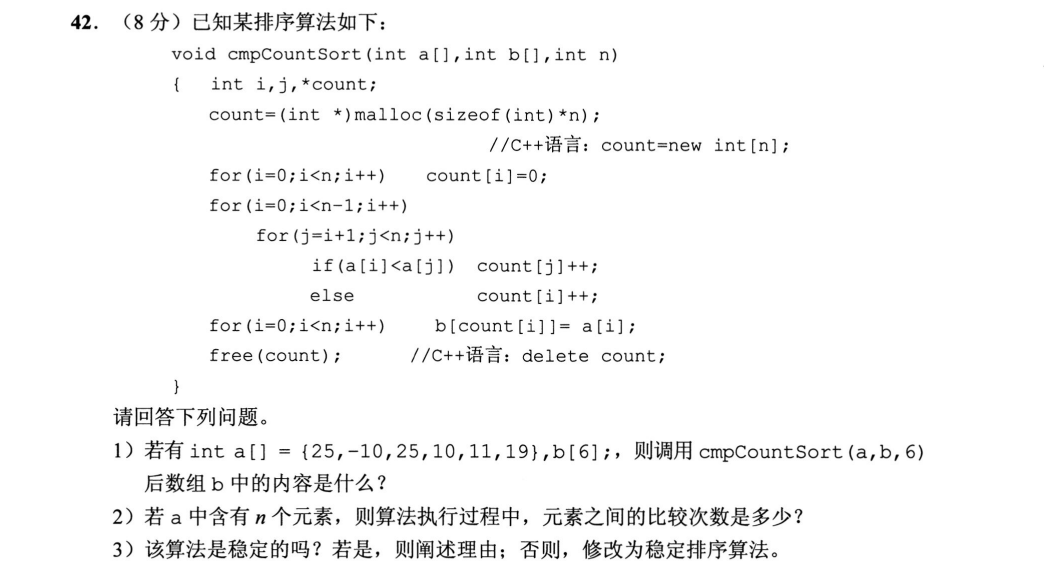 42. （8 分）已知某排序算法如下：
void cmpCountSort(int a[],int b[],int n)
{ int i,j,*count;
count=(int *)malloc(sizeof(int)*n);
//C++语言：count=new int[n];
for(i=0;i<n;i++) count[i]=0;
for(i=0;i<n-1;i++)
for(j=i+1;j<n;j++)
if(a[i]<a[j]) count[j]++;
else count[i]++;
for(i=0;i<n;i++) b[count[i]]= a[i];
free(count); //C++语言：delete count;
}
请回答下列问题。
1）若有 int a[] = {25,-10,25,10,11,19},b[6];，则调用 cmpCountSort(a,b,6)
后数组 b 中的内容是什么？
2）若 a 中含有 n 个元素，则算法执行过程中，元素之间的比较次数是多少？
3）该算法是稳定的吗？若是，则阐述理由；否则，修改为稳定排序算法。